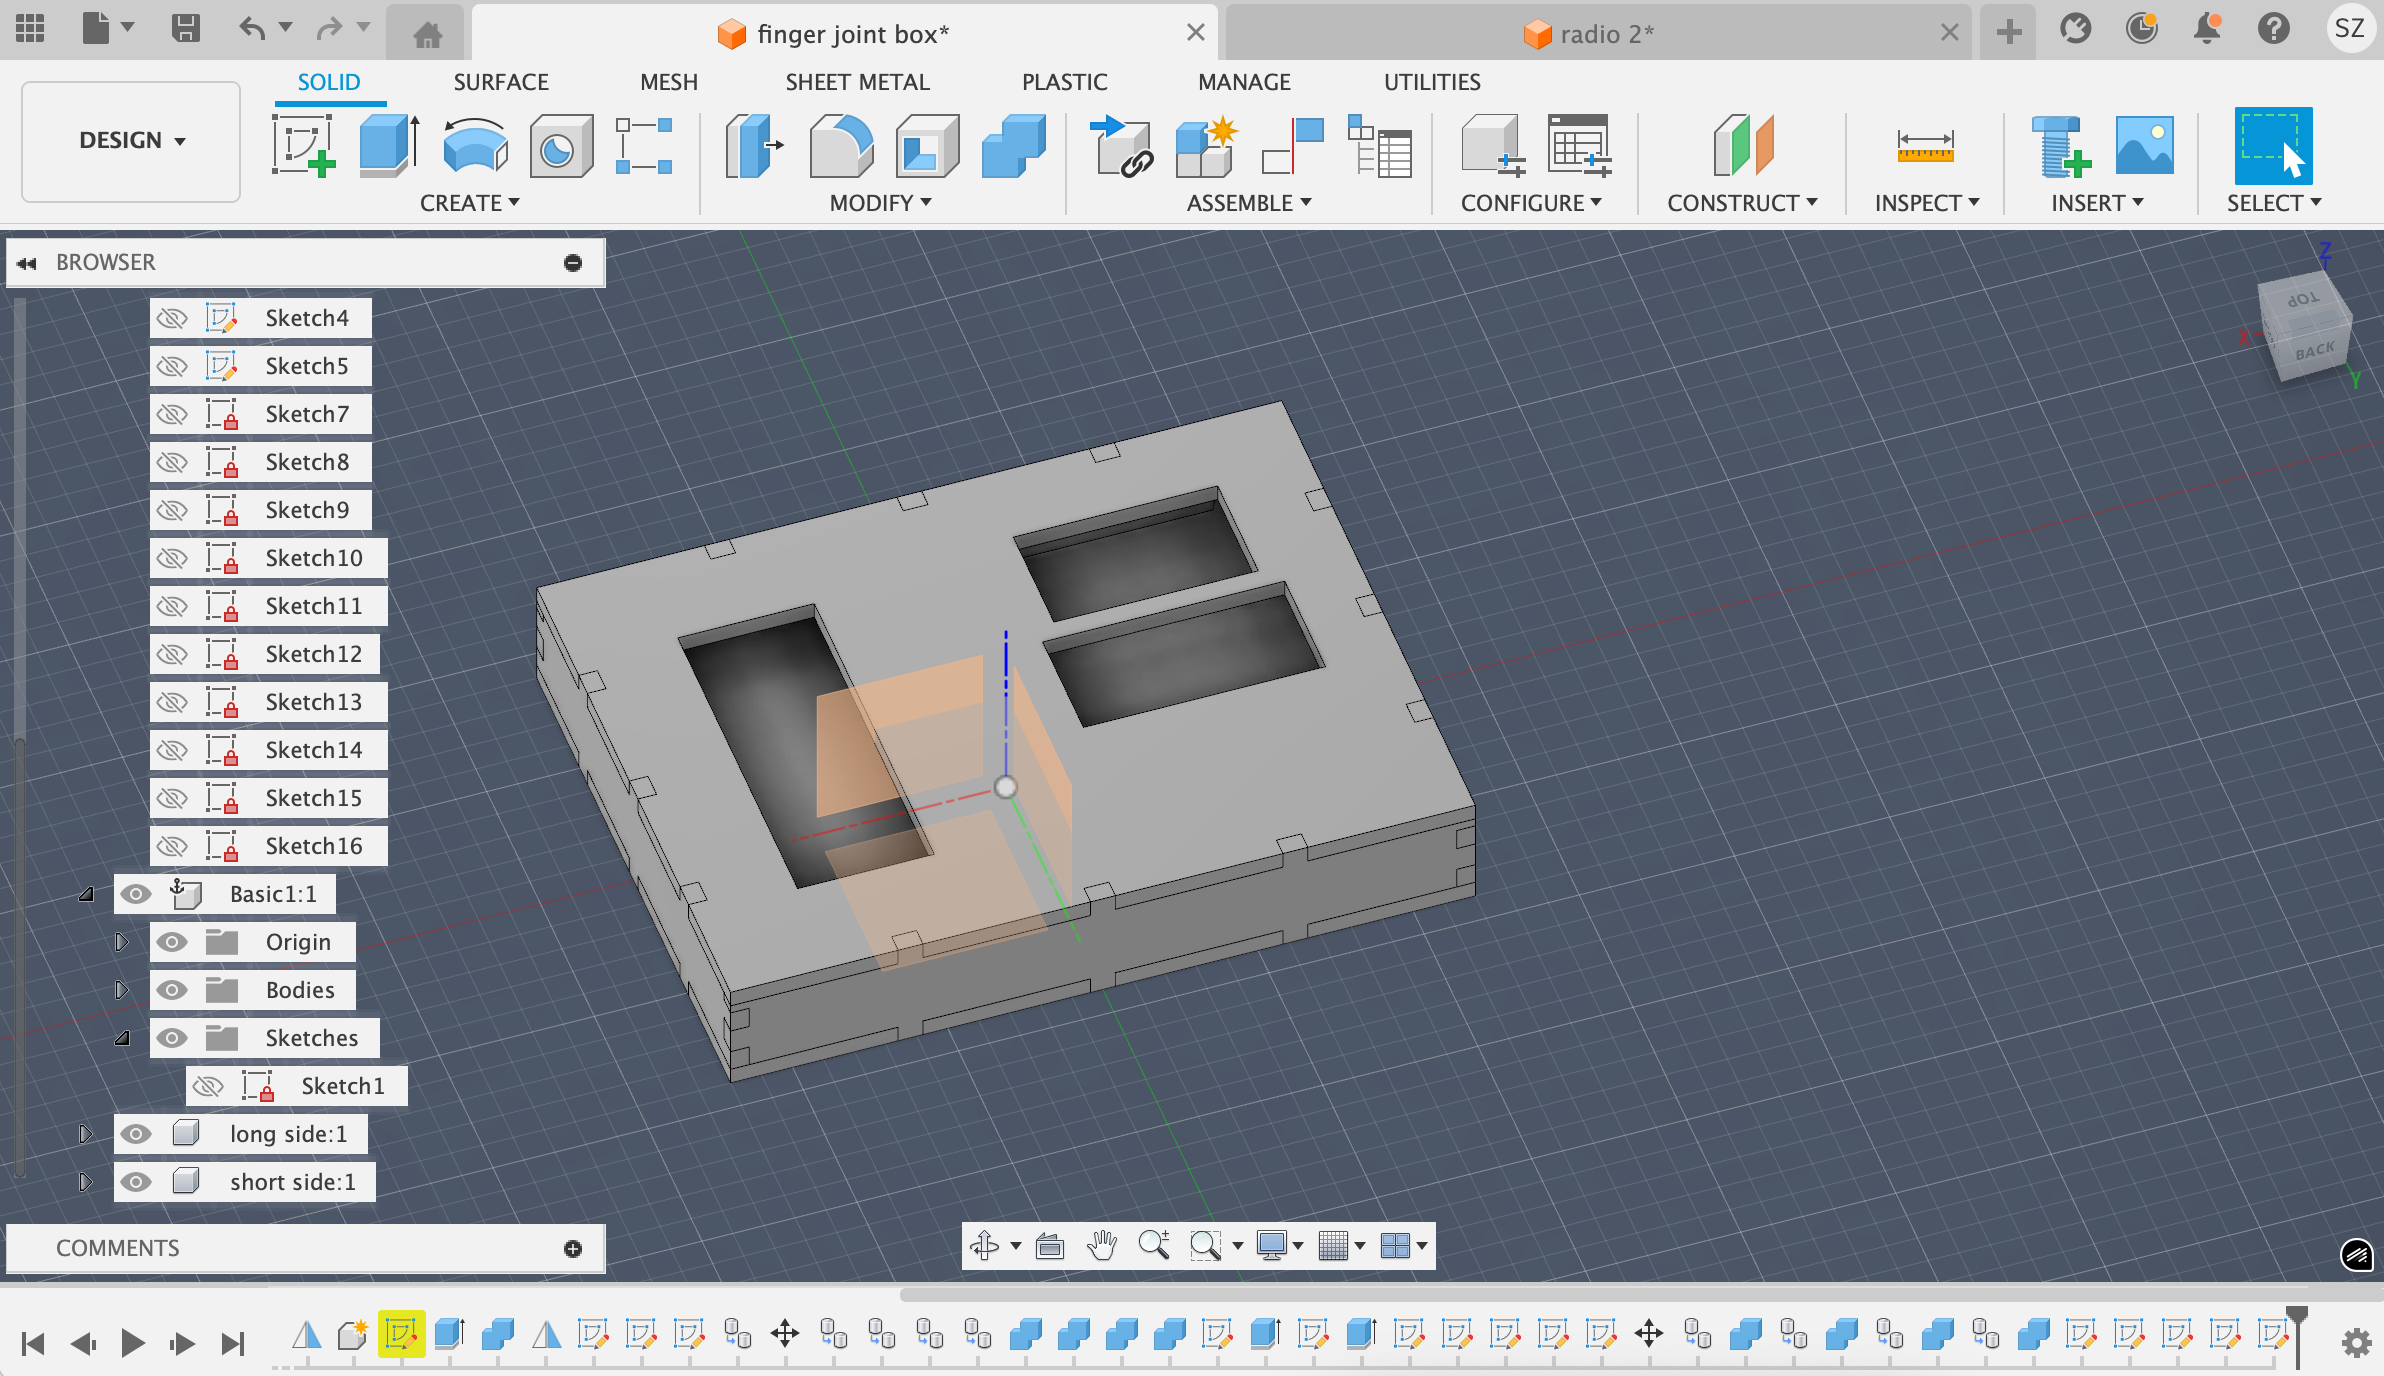 finger joint box*
radio 2*
SZ
DESIGN
SOLID
SURFACE
MESH
SHEET METAL
PLASTIC
MANAGE
UTILITIES
CREATE
MODIFY
ASSEMBLE
CONFIGURE
CONSTRUCT
INSPECT
INSERT
SELECT
BROWSER
Sketch4
Sketch5
Sketch7
Sketch8
Sketch9
Sketch10
Sketch11
Sketch12
Sketch13
Sketch14
Sketch15
Sketch16
Basic1:1
Origin
Bodies
Sketches
Sketch1
long side:1
short side:1
Z
TOP
X
BACK
Y
COMMENTS